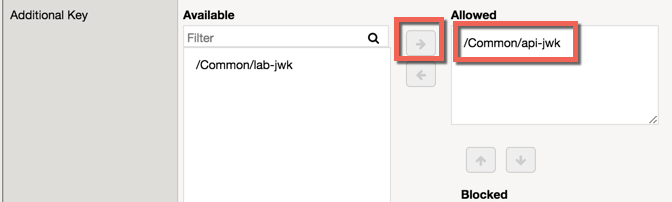 Additional Key
Available
Allowed
Filter
/Common/api-jwk
/Common/lab-jwk
Blocked